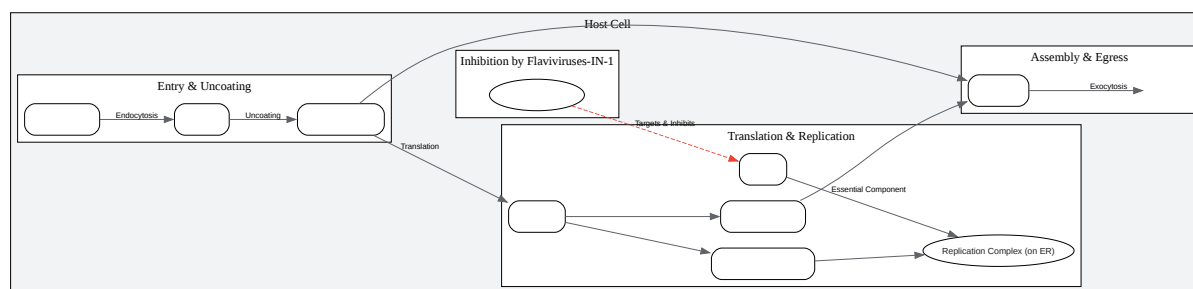 Host Cell
Inhibition by Flaviviruses-IN-1
Assembly & Egress
Entry & Uncoating
Exocytosis
Endocytosis
Uncoating
Targets & Inhibits
Translation & Replication
Translation
Essential Component
Replication Complex (on ER)